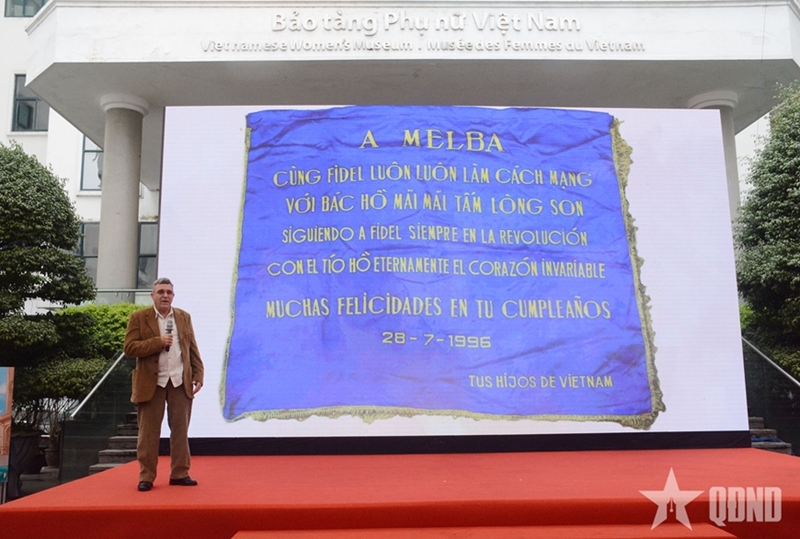 Bảo tàng Phụ nữ Việt Nam
Vietnamese Women's Museum . Musée des Femmes du Vietnam
A MELBA
CÙNG FIDEL LUÔN LUÔN LÀM CÁCH MẠNG
VỚI BÁC HỒ MÃI MÃI TẤM LÒNG SON
SIGUIENDO A FIDEL SIENPRE EN LA REVOLUCIÓN
CON EL TÍO HỒ ETERNAMENTE EL CORAZÓN INVARIABLE
MUCHAS FELICIDADES EN TU CUMPLEAÑOS
28-7-1996
TUS HIJOS DE VIETNAM
QĐND